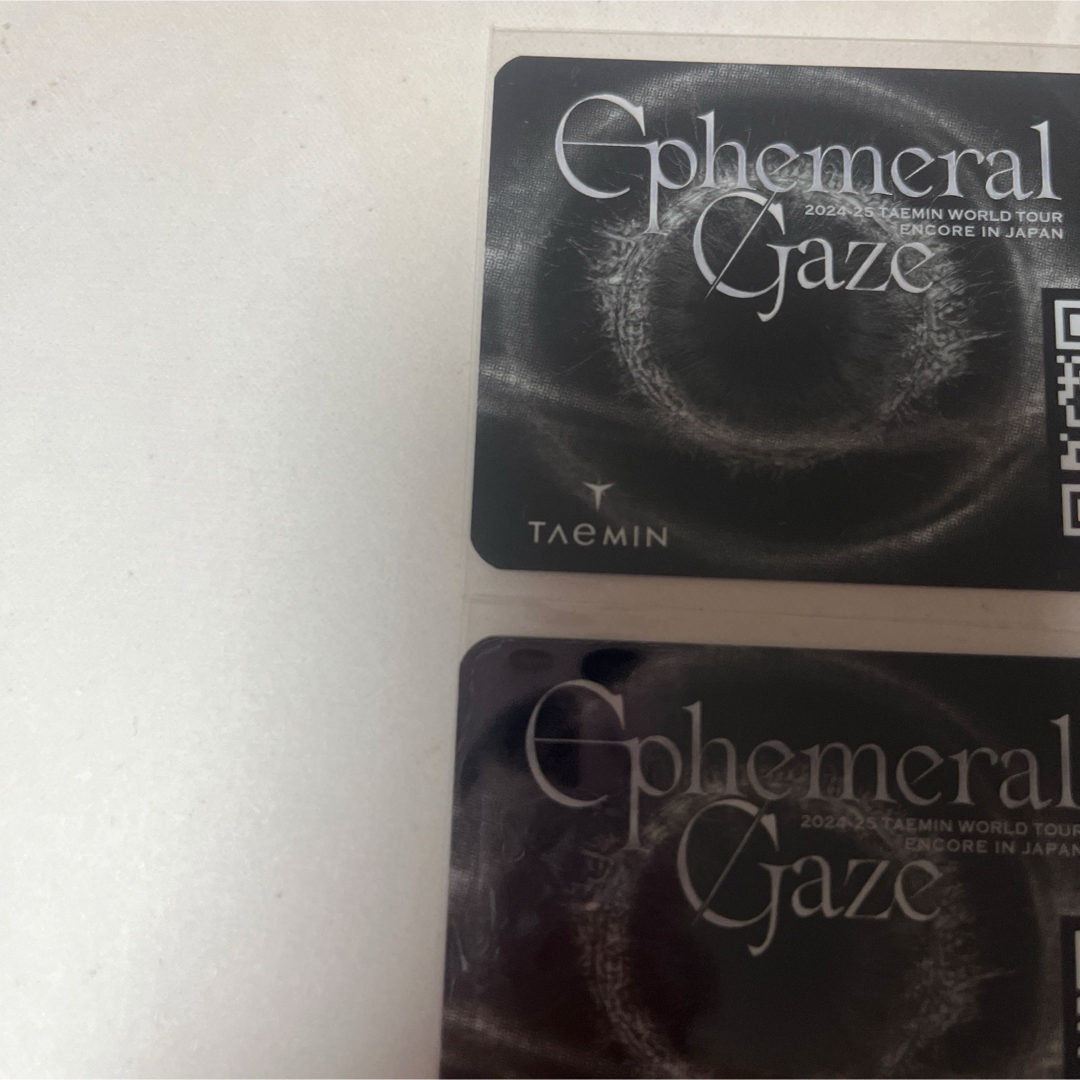 Ephemeral
2024-25 TAEMIN WORLD TOUR
ENCORE IN JAPAN
Gaze
TAEMIN
Ephemeral
2024-25 TAEMIN WORLD TOUR
ENCORE IN JAPAN
Gaze